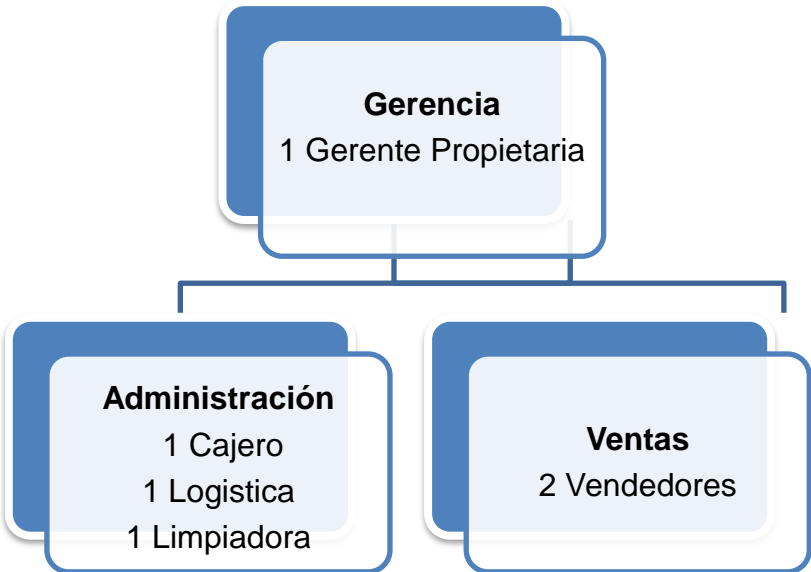 Gerencia
1 Gerente Propietaria
Administración
1 Cajero
1 Logistica
1 Limpiadora
Ventas
2 Vendedores